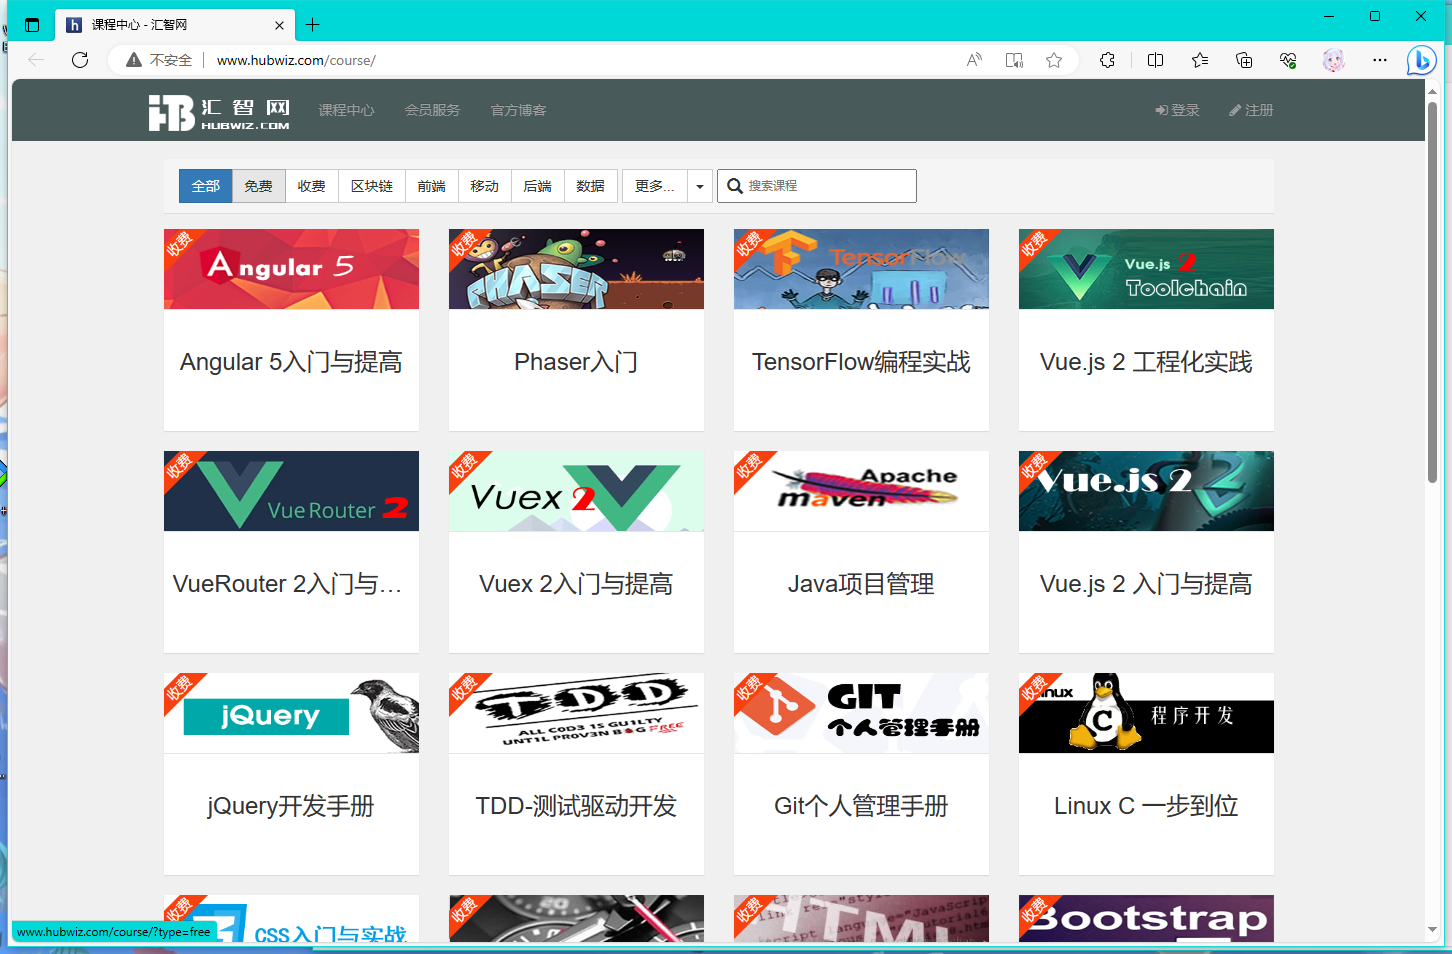 课程中心 - 汇智网
不安全 www.hubwiz.com/course/
汇智网
HUBWIZ.COM
课程中心 会员服务 官方博客 登录 注册
全部 免费 收费 区块链 前端 移动 后端 数据 更多... 搜索课程
收费 Angular 5
收费 PHASER
收费 TensorFlow
收费 Vue.js 2 Toolchain
Angular 5入门与提高 Phaser入门 TensorFlow编程实战 Vue.js 2 工程化实践
收费 VueRouter 2
收费 Vuex 2
收费 Apache maven
收费 Vue.js 2
VueRouter 2入门与… Vuex 2入门与提高 Java项目管理 Vue.js 2 入门与提高
收费 jQuery
收费 TDD
ALL C0D3 1S GU1LTY
UNT1L PR0V3N BUG FREE
收费 GIT
个人管理手册
收费 Linux C 程序开发
jQuery开发手册 TDD-测试驱动开发 Git个人管理手册 Linux C 一步到位
收费 CSS入门与实战
收费
收费 HTML
收费 Bootstrap
www.hubwiz.com/course/?type=free